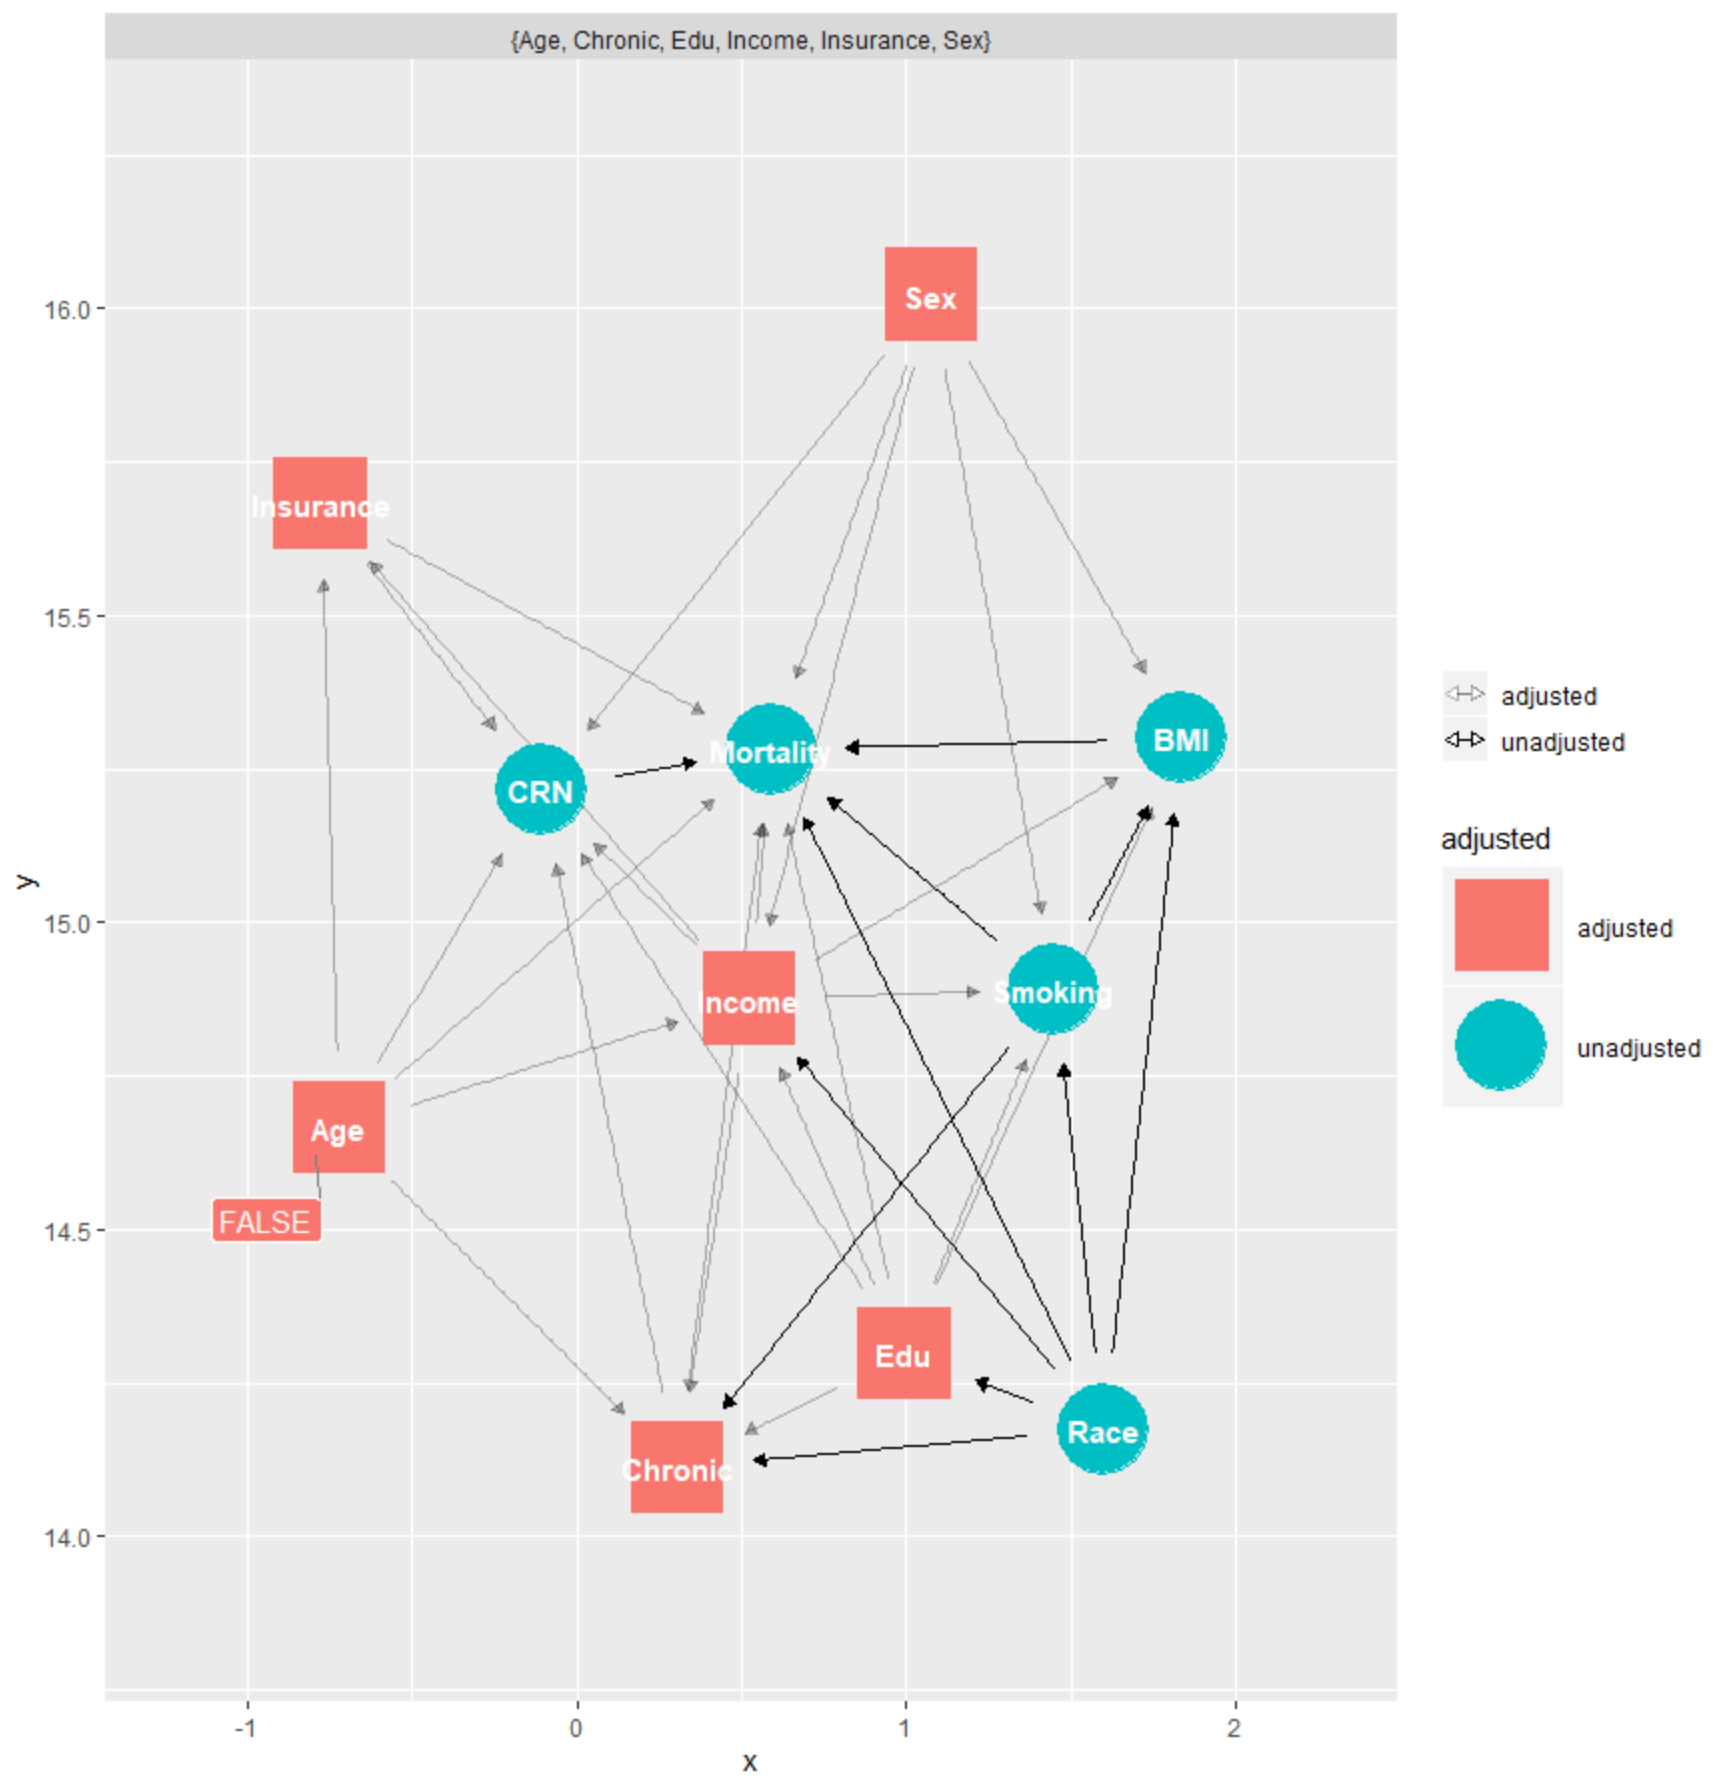 {Age, Chronic, Edu, Income, Insurance, Sex}
16.0
15.5
15.0
14.5
14.0
y
Sex
Insurance
Mortality
BMI
CRN
Income
Smoking
Age
FALSE
Edu
Race
Chronic
-1
0
1
2
x
adjusted
unadjusted
adjusted
adjusted
unadjusted